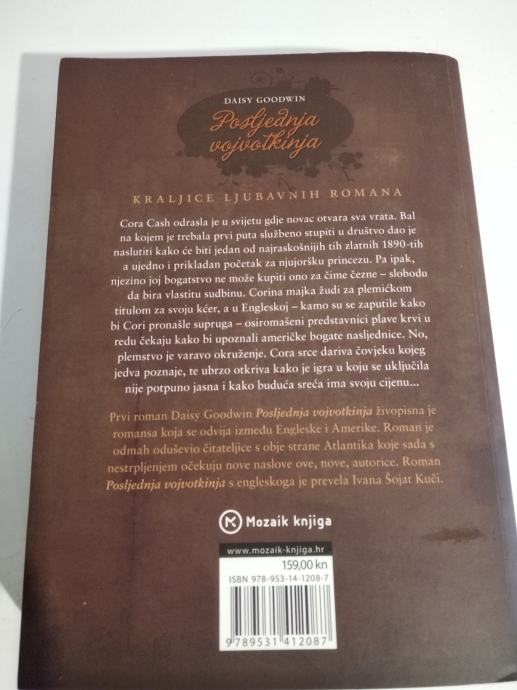 DAISY GOODWIN
Posljednja
vojvotkinja
KRALJICE LJUBAVNIH ROMANA
Cora Cash odrasla je u svijetu gdje novac otvara sva vrata. Bal
na kojem je trebala prvi puta službeno stupiti u društvo dao je
naslutiti kako će biti jedan od najraskošnijih tih zlatnih 1890-tih
a ujedno i prikladan početak za njujoršku princezu. Pa ipak,
njezino joj bogatstvo ne može kupiti ono za čime čezne – slobodu
da bira vlastitu sudbinu. Corina majka žudi za plemićkom
titulom za svoju kćer, a u Engleskoj – kamo su se zaputile kako
bi Cori pronašle supruga – osiromašeni predstavnici plave krvi u
redu čekaju kako bi upoznali američke bogate nasljednice. No,
plemstvo je varavo okruženje. Cora srce dariva čovjeku kojeg
jedva poznaje, te ubrzo otkriva kako je igra u koju se uključila
nije potpuno jasna i kako buduća sreća ima svoju cijenu...
Prvi roman Daisy Goodwin Posljednja vojvotkinja živopisna je
romansa koja se odvija između Engleske i Amerike. Roman je
odmah oduševio čitateljice s obje strane Atlantika koje sada s
nestrpljenjem očekuju nove naslove ove, nove, autorice. Roman
Posljednja vojvotkinja s engleskoga je prevela Ivana Šojat Kuči.
Mozaik knjiga
www.mozaik-knjiga.hr
159,00 kn
ISBN 978-953-14-1208-7
9 789531 412087